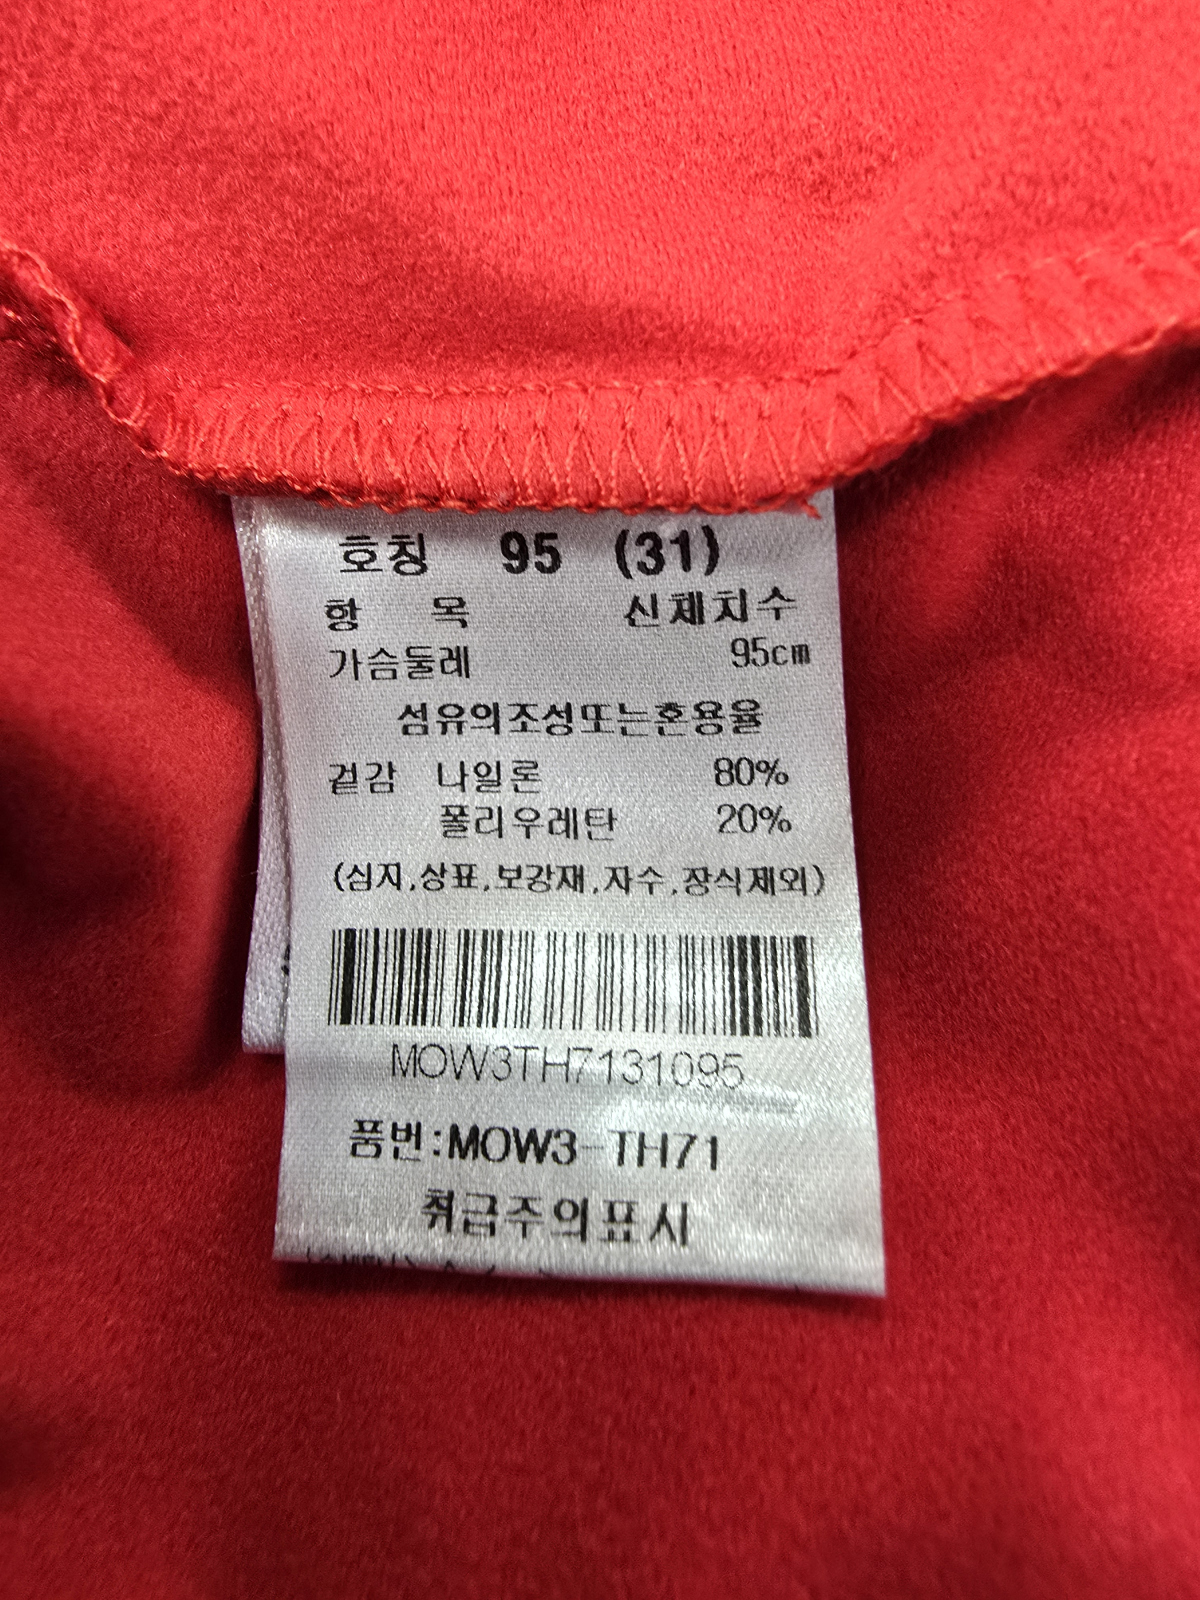 호칭 95 (31)
항 목 신체치수
가슴둘레 95cm
섬유의조성또는혼용율
겉감 나일론 80%
폴리우레탄 20%
(심지,상표,보강재,자수,장식제외)
MOW3TH7131095
품번:MOW3-TH71
취급주의표시